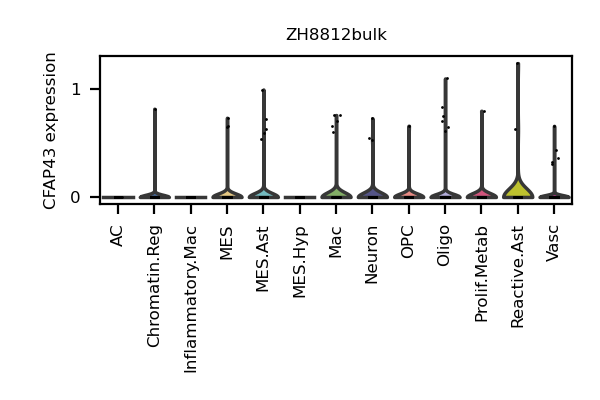 ZH8812bulk
CFAP43 expression
1
0
AC
Chromatin.Reg
Inflammatory.Mac
MES
MES.Ast
MES.Hyp
Mac
Neuron
OPC
Oligo
Prolif.Metab
Reactive.Ast
Vasc